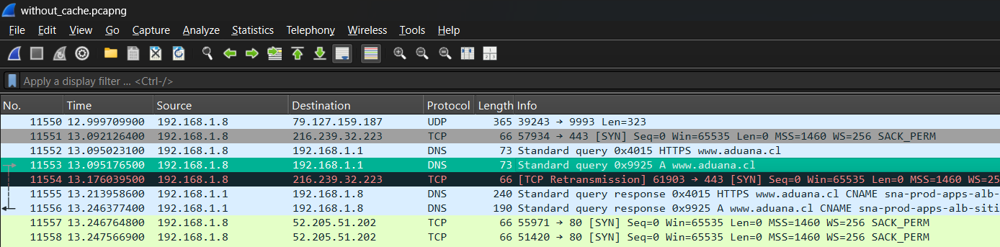 without_cache.pcapng
File Edit View Go Capture Analyze Statistics Telephony Wireless Tools Help
Apply a display filter ... <Ctrl-/>
No. Time Source Destination Protocol Length Info
11550 12.999709900 192.168.1.8 79.127.159.187 UDP 365 39243 → 9993 Len=323
11551 13.092126400 192.168.1.8 216.239.32.223 TCP 66 57934 → 443 [SYN] Seq=0 Win=65535 Len=0 MSS=1460 WS=256 SACK_PERM
11552 13.095023100 192.168.1.8 192.168.1.1 DNS 73 Standard query 0x4015 HTTPS www.aduana.cl
11553 13.095176500 192.168.1.8 192.168.1.1 DNS 73 Standard query 0x9925 A www.aduana.cl
11554 13.176039500 192.168.1.8 216.239.32.223 TCP 66 [TCP Retransmission] 61903 → 443 [SYN] Seq=0 Win=65535 Len=0 MSS=1460 WS=25
11555 13.213958600 192.168.1.1 192.168.1.8 DNS 240 Standard query response 0x4015 HTTPS www.aduana.cl CNAME sna-prod-apps-alb-
11556 13.246377400 192.168.1.1 192.168.1.8 DNS 190 Standard query response 0x9925 A www.aduana.cl CNAME sna-prod-apps-alb-siti
11557 13.246764800 192.168.1.8 52.205.51.202 TCP 66 55971 → 80 [SYN] Seq=0 Win=65535 Len=0 MSS=1460 WS=256 SACK_PERM
11558 13.247566900 192.168.1.8 52.205.51.202 TCP 66 51420 → 80 [SYN] Seq=0 Win=65535 Len=0 MSS=1460 WS=256 SACK_PERM